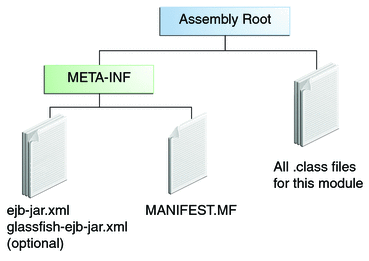 Assembly Root
META-INF
All .class files
for this module
ejb-jar.xml
glassfish-ejb-jar.xml
(optional)
MANIFEST.MF